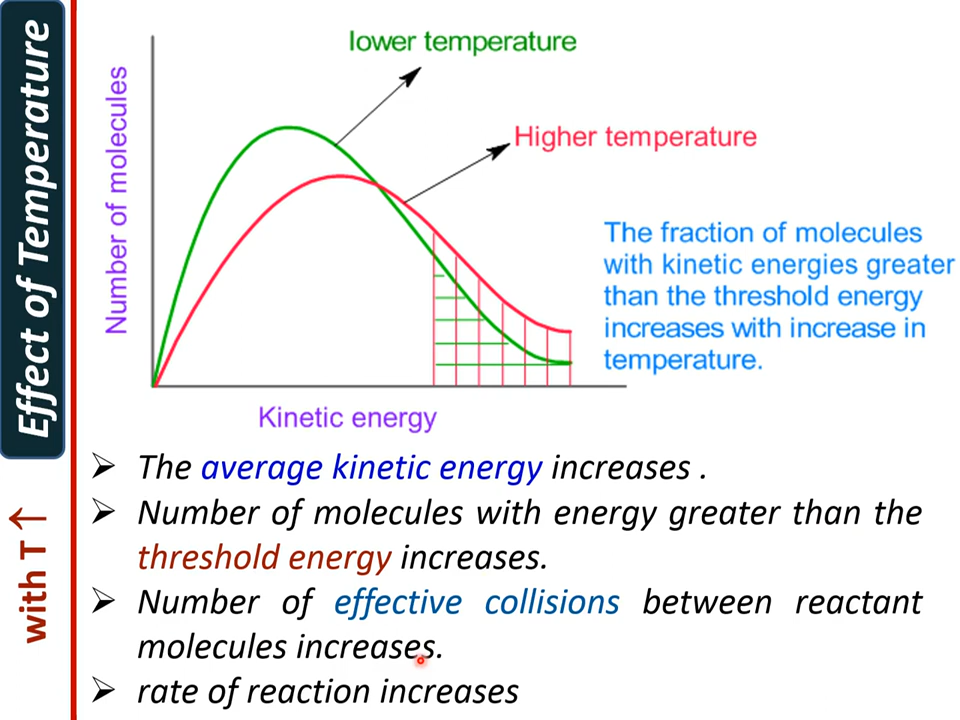 Effect of Temperature
with T ↑
lower temperature
Higher temperature
Number of molecules
The fraction of molecules
with kinetic energies greater
than the threshold energy
increases with increase in
temperature.
Kinetic energy
➢ The average kinetic energy increases .
➢ Number of molecules with energy greater than the
threshold energy increases.
➢ Number of effective collisions between reactant
molecules increases.
➢ rate of reaction increases